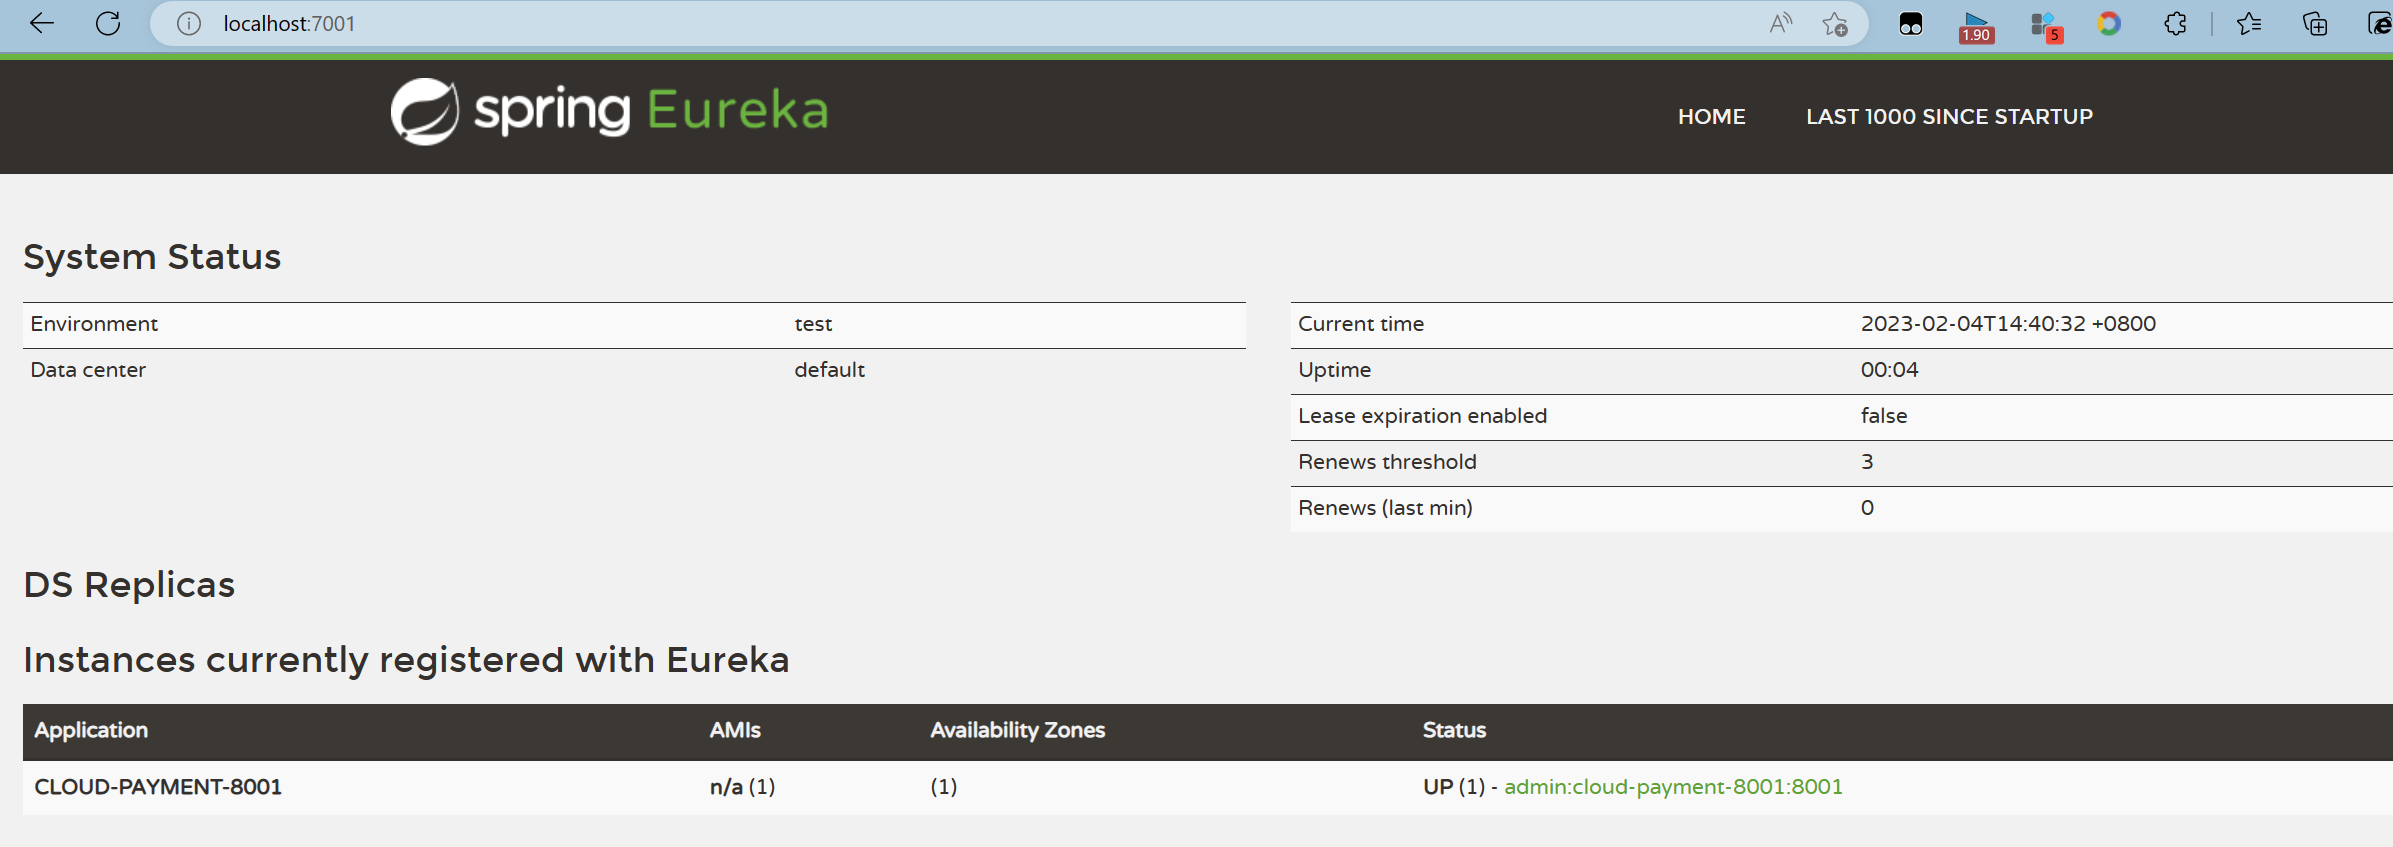 localhost:7001
1.90
5
spring Eureka
HOME LAST 1000 SINCE STARTUP
System Status
Environment test
Data center default
Current time 2023-02-04T14:40:32 +0800
Uptime 00:04
Lease expiration enabled false
Renews threshold 3
Renews (last min) 0
DS Replicas
Instances currently registered with Eureka
Application AMIs Availability Zones Status
CLOUD-PAYMENT-8001 n/a (1) (1) UP (1) - admin:cloud-payment-8001:8001